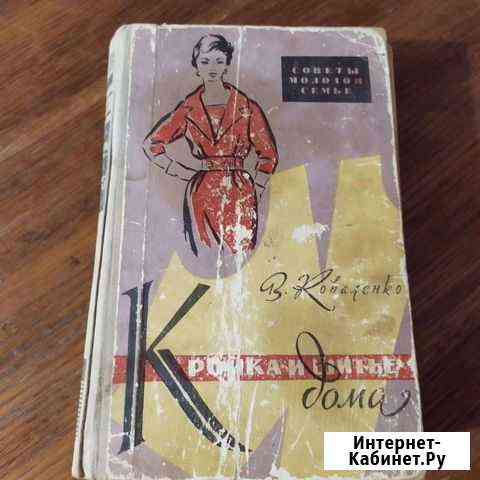 СОВЕТЫ
МОЛОДОЙ
СЕМЬЕ
В. Коваленко
КРОЙКА И ШИТЬЕ
дома
Интернет-
Кабинет.Ру